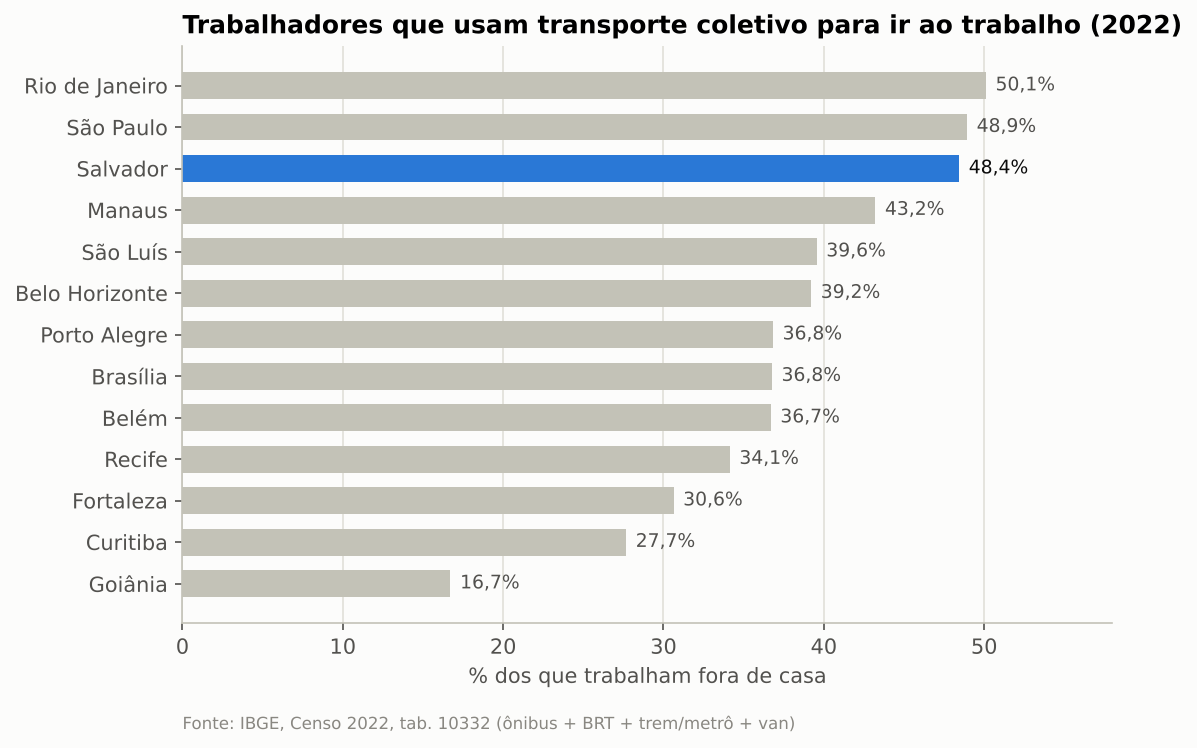 Trabalhadores que usam transporte coletivo para ir ao trabalho (2022)
Rio de Janeiro 50,1%
São Paulo 48,9%
Salvador 48,4%
Manaus 43,2%
São Luís 39,6%
Belo Horizonte 39,2%
Porto Alegre 36,8%
Brasília 36,8%
Belém 36,7%
Recife 34,1%
Fortaleza 30,6%
Curitiba 27,7%
Goiânia 16,7%
0 10 20 30 40 50
% dos que trabalham fora de casa
Fonte: IBGE, Censo 2022, tab. 10332 (ônibus + BRT + trem/metrô + van)